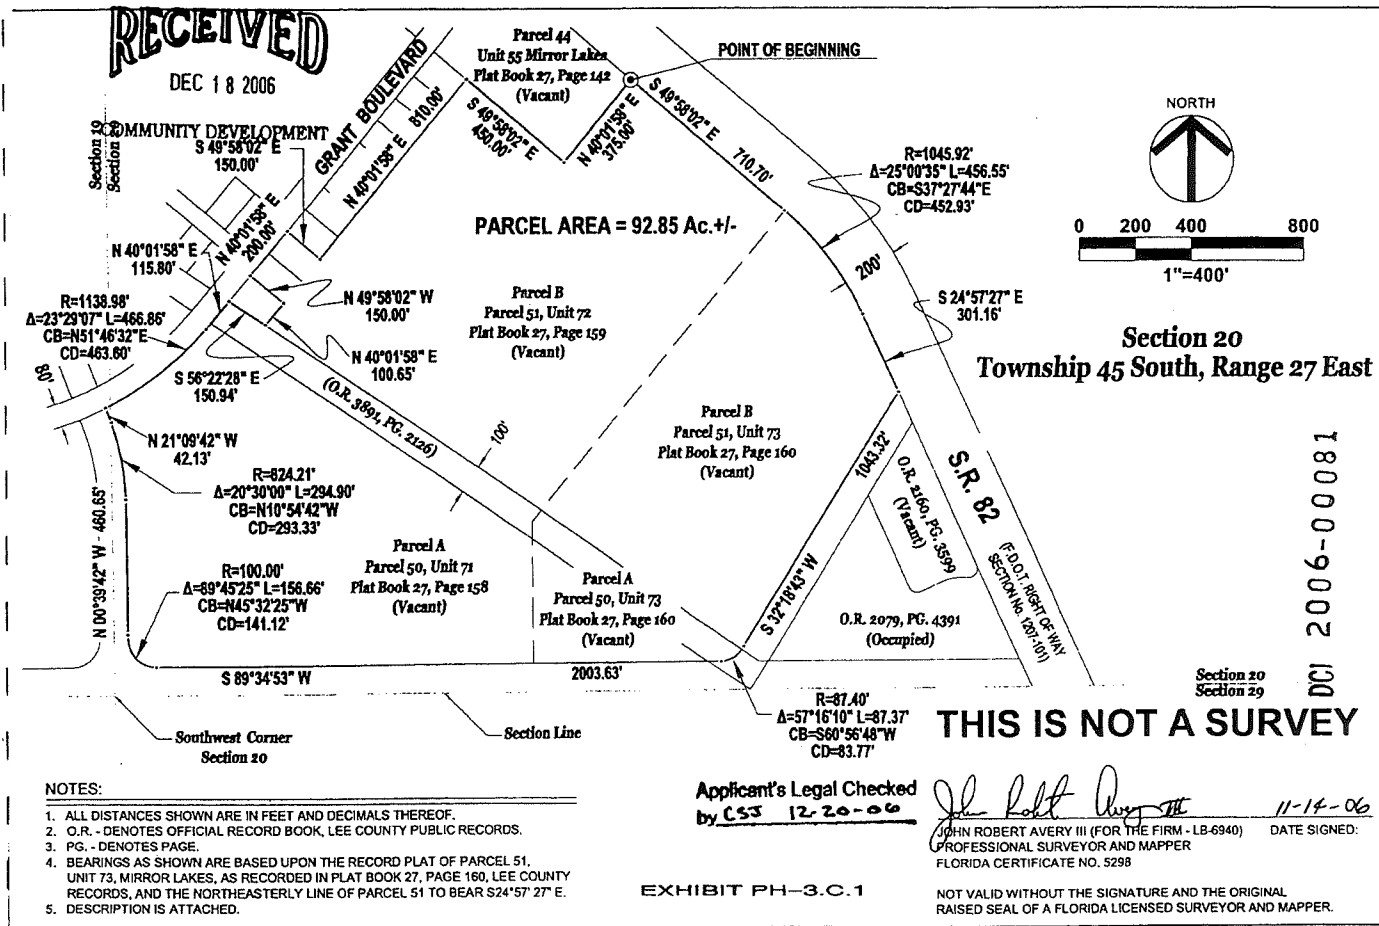 RECEIVED
DEC 18 2006
COMMUNITY DEVELOPMENT
Section 19
Section 20
S 49°58'02" E
150.00'
GRANT BOULEVARD
810.00'
N 40°01'58" E
Parcel 44
Unit 55 Mirror Lakes
Plat Book 27, Page 142
(Vacant)
POINT OF BEGINNING
S 49°58'02" E
450.00'
N 40°01'58" E
375.00'
S 49°58'02" E
710.70'
NORTH
R=1045.92'
Δ=25°00'35" L=456.55'
CB=S37°27'44"E
CD=452.93'
0 200 400 800
1"=400'
PARCEL AREA = 92.85 Ac.+/-
N 40°01'58" E
200.00'
N 40°01'58" E
115.80'
200'
R=1138.98'
Δ=23°29'07" L=466.86'
CB=N51°46'32"E
CD=463.60'
N 49°58'02" W
150.00'
Parcel B
Parcel 51, Unit 72
Plat Book 27, Page 159
(Vacant)
S 24°57'27" E
301.16'
Section 20
Township 45 South, Range 27 East
80'
S 56°22'28" E
150.94'
N 40°01'58" E
100.65'
(O.R. 3891, PG. 2126)
100'
Parcel B
Parcel 51, Unit 73
Plat Book 27, Page 160
(Vacant)
1043.32'
N 21°09'42" W
42.13'
R=824.21'
Δ=20°30'00" L=294.90'
CB=N10°54'42"W
CD=293.33'
N 00°39'42" W - 460.65'
O.R. 2160, PG. 3599
(Vacant)
S.R. 82
(F.D.O.T. RIGHT OF WAY
SECTION No. 1207-101)
DCI 2006-00081
Parcel A
Parcel 50, Unit 71
Plat Book 27, Page 158
(Vacant)
R=100.00'
Δ=89°45'25" L=156.66'
CB=N45°32'25"W
CD=141.12'
Parcel A
Parcel 50, Unit 73
Plat Book 27, Page 160
(Vacant)
S 32°18'43" W
O.R. 2079, PG. 4391
(Occupied)
S 89°34'53" W
2003.63'
Section 20
Section 29
R=87.40'
Δ=57°16'10" L=87.37'
CB=S60°56'48"W
CD=83.77'
THIS IS NOT A SURVEY
Southwest Corner
Section 20
Section Line
NOTES:
1. ALL DISTANCES SHOWN ARE IN FEET AND DECIMALS THEREOF.
2. O.R. - DENOTES OFFICIAL RECORD BOOK, LEE COUNTY PUBLIC RECORDS.
3. PG. - DENOTES PAGE.
4. BEARINGS AS SHOWN ARE BASED UPON THE RECORD PLAT OF PARCEL 51,
UNIT 73, MIRROR LAKES, AS RECORDED IN PLAT BOOK 27, PAGE 160, LEE COUNTY
RECORDS, AND THE NORTHEASTERLY LINE OF PARCEL 51 TO BEAR S24°57' 27" E.
5. DESCRIPTION IS ATTACHED.
Applicant's Legal Checked
by CSJ 12-20-06
EXHIBIT PH-3.C.1
John Robert Avery III 11-14-06
JOHN ROBERT AVERY III (FOR THE FIRM - LB-6940) DATE SIGNED:
PROFESSIONAL SURVEYOR AND MAPPER
FLORIDA CERTIFICATE NO. 5298
NOT VALID WITHOUT THE SIGNATURE AND THE ORIGINAL
RAISED SEAL OF A FLORIDA LICENSED SURVEYOR AND MAPPER.